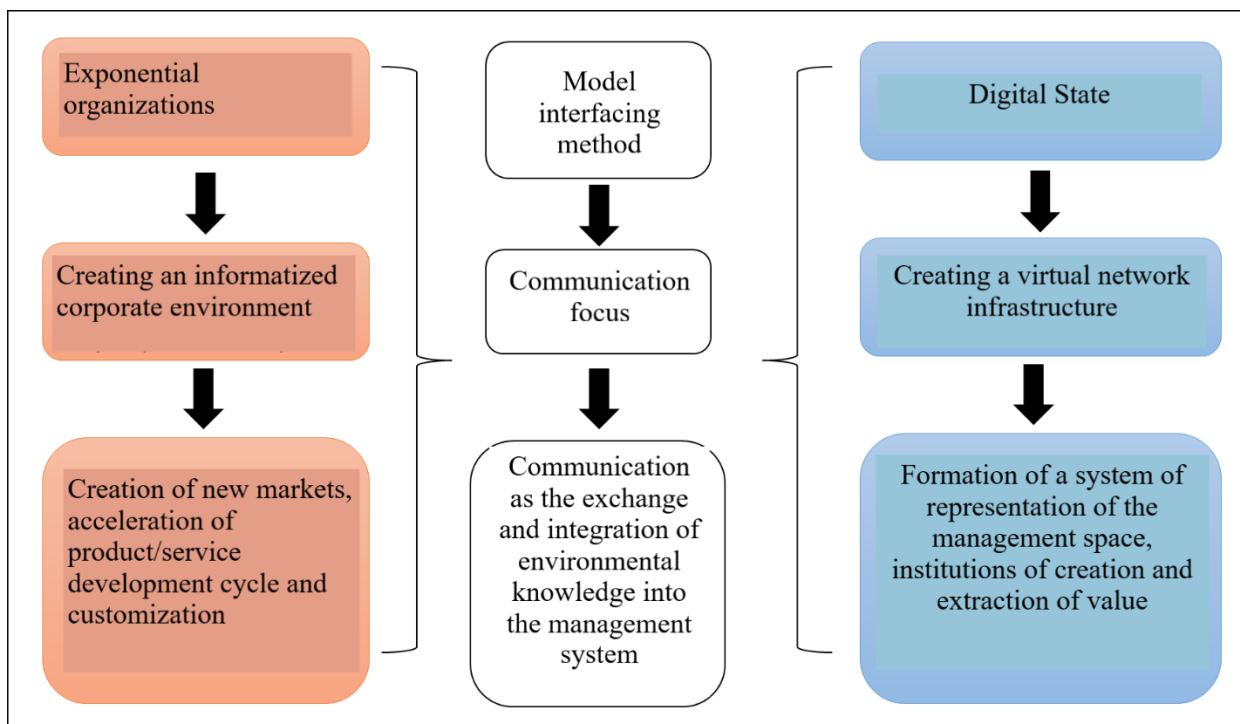 Exponential
organizations
Creating an informatized
corporate environment
Creation of new markets,
acceleration of
product/service
development cycle and
customization
Model
interfacing
method
Communication
focus
Communication
as the exchange
and integration of
environmental
knowledge into
the management
system
Digital State
Creating a virtual network
infrastructure
Formation of a system of
representation of the
management space,
institutions of creation and
extraction of value